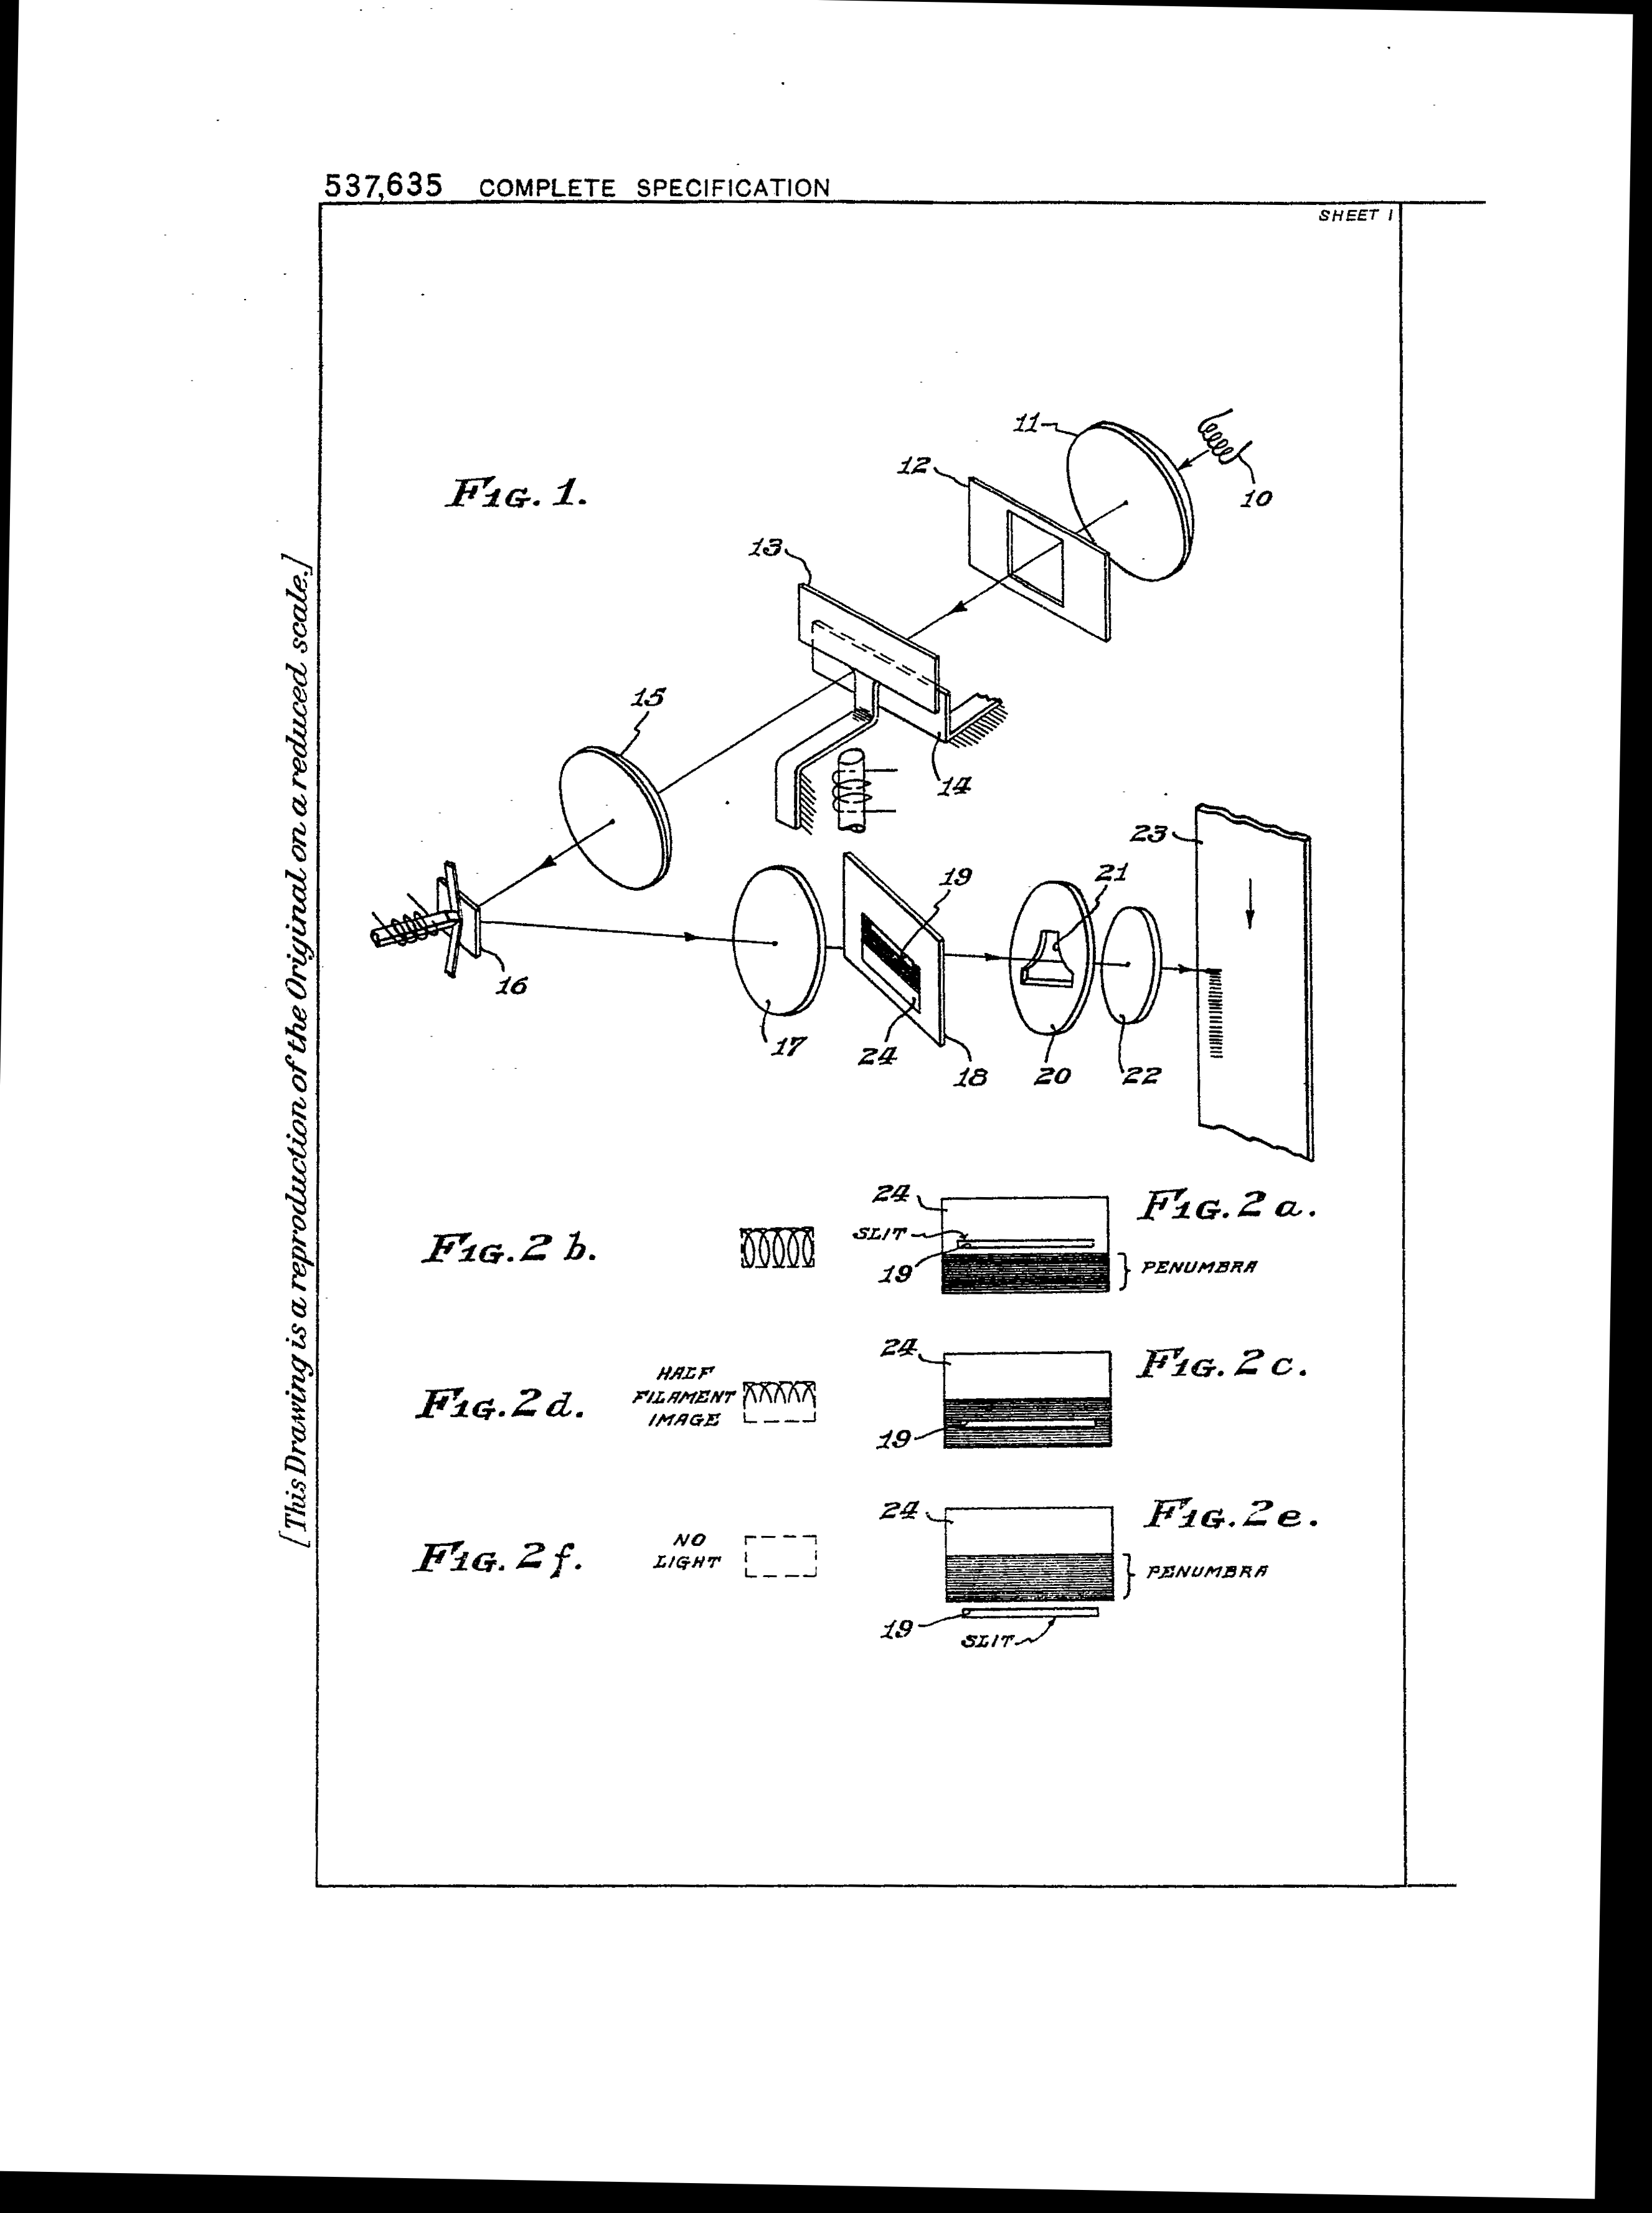 537,635 COMPLETE SPECIFICATION
SHEET 1
[This Drawing is a reproduction of the Original on a reduced scale.]
FIG. 1.
11
10
12
13
15
14
23
19
21
16
17
24
18
20
22
FIG. 2 b.
24
SLIT
19
FIG. 2 a.
PENUMBRA
FIG. 2 d.
HALF
FILAMENT
IMAGE
24
19
FIG. 2 c.
FIG. 2 f.
NO
LIGHT
24
FIG. 2 e.
PENUMBRA
19
SLIT